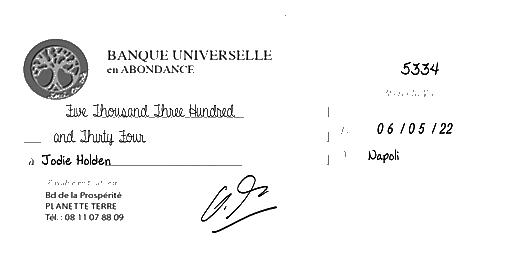 BANQUE UNIVERSELLE
en ABONDANCE
5334
Five Thousand Three Hundred
and Thirty Four
06/05/22
à Jodie Holden
Napoli
Bd de la Prospérité
PLANETTE TERRE
Tél. : 08 11 07 88 09